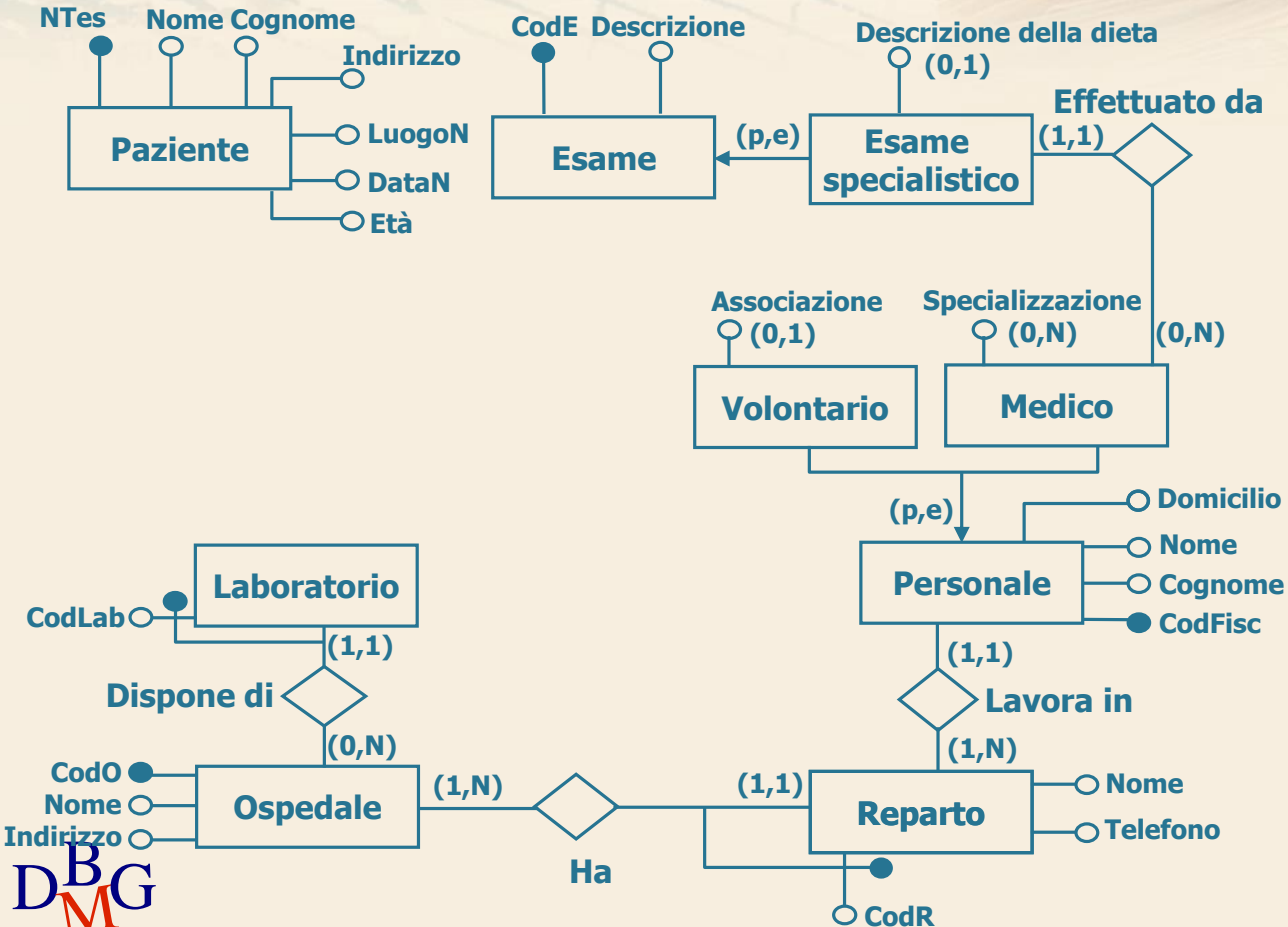 NTes
Nome Cognome
Indirizzo
Paziente
LuogoN
DataN
Età
CodE Descrizione
Esame
(p,e)
Descrizione della dieta
(0,1)
Esame
specialistico
(1,1)
Effettuato da
(0,N)
Associazione
(0,1)
Volontario
Specializzazione
(0,N)
Medico
(p,e)
Domicilio
Nome
Cognome
CodFisc
Personale
(1,1)
Lavora in
(1,N)
Laboratorio
CodLab
(1,1)
Dispone di
(0,N)
CodO
Nome
Indirizzo
Ospedale
(1,N)
Ha
(1,1)
Reparto
Nome
Telefono
CodR
DBMG